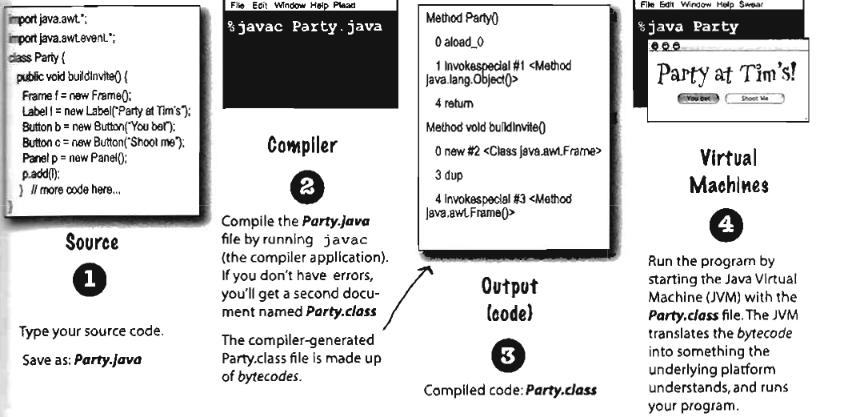 import java.awt.*;
import java.awt.event.*;
class Party {
public void buildInvite() {
Frame f = new Frame();
Label l = new Label("Party at Tim's");
Button b = new Button("You bet");
Button c = new Button("Shoot me");
Panel p = new Panel();
p.add(l);
} // more code here...
}
Source
1
Type your source code.
Save as: Party.java
File Edit Window Help Plead
%javac Party.java
Compiler
2
Compile the Party.java
file by running javac
(the compiler application).
If you don't have errors,
you'll get a second docu-
ment named Party.class
The compiler-generated
Party.class file is made up
of bytecodes.
Method Party()
0 aload_0
1 invokespecial #1 <Method
java.lang.Object()>
4 return
Method void buildInvite()
0 new #2 <Class java.awt.Frame>
3 dup
4 invokespecial #3 <Method
java.awt.Frame()>
Output
(code)
3
Compiled code: Party.class
File Edit Window Help Swear
%java Party
Party at Tim's!
You bet
Shoot Me
Virtual
Machines
4
Run the program by
starting the Java Virtual
Machine (JVM) with the
Party.class file. The JVM
translates the bytecode
into something the
underlying platform
understands, and runs
your program.